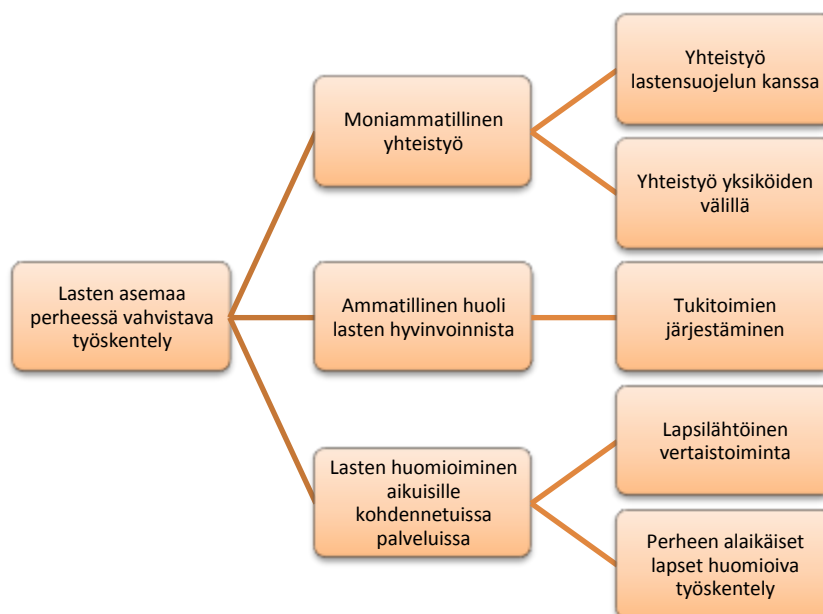 Lasten asemaa
perheessä vahvistava
työskentely
Moniammatillinen
yhteistyö
Yhteistyö
lastensuojelun kanssa
Yhteistyö yksiköiden
välillä
Ammatillinen huoli
lasten hyvinvoinnista
Tukitoimien
järjestäminen
Lasten huomioiminen
aikuisille
kohdennetuissa
palveluissa
Lapsilähtöinen
vertaistoiminta
Perheen alaikäiset
lapset huomioiva
työskentely